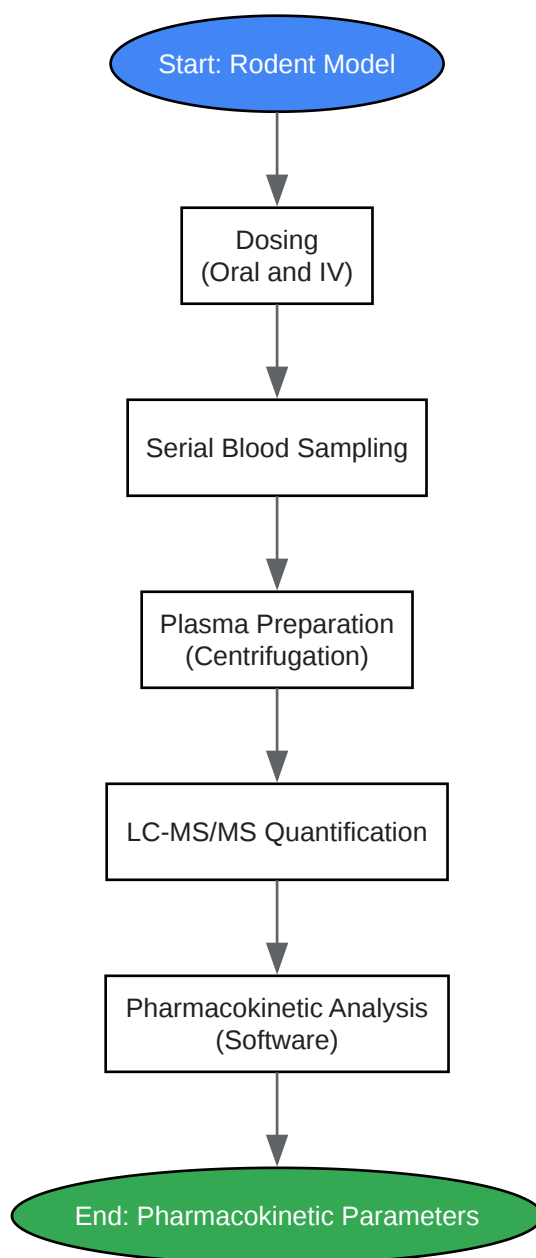 Start: Rodent Model
Dosing
(Oral and IV)
Serial Blood Sampling
Plasma Preparation
(Centrifugation)
LC-MS/MS Quantification
Pharmacokinetic Analysis
(Software)
End: Pharmacokinetic Parameters